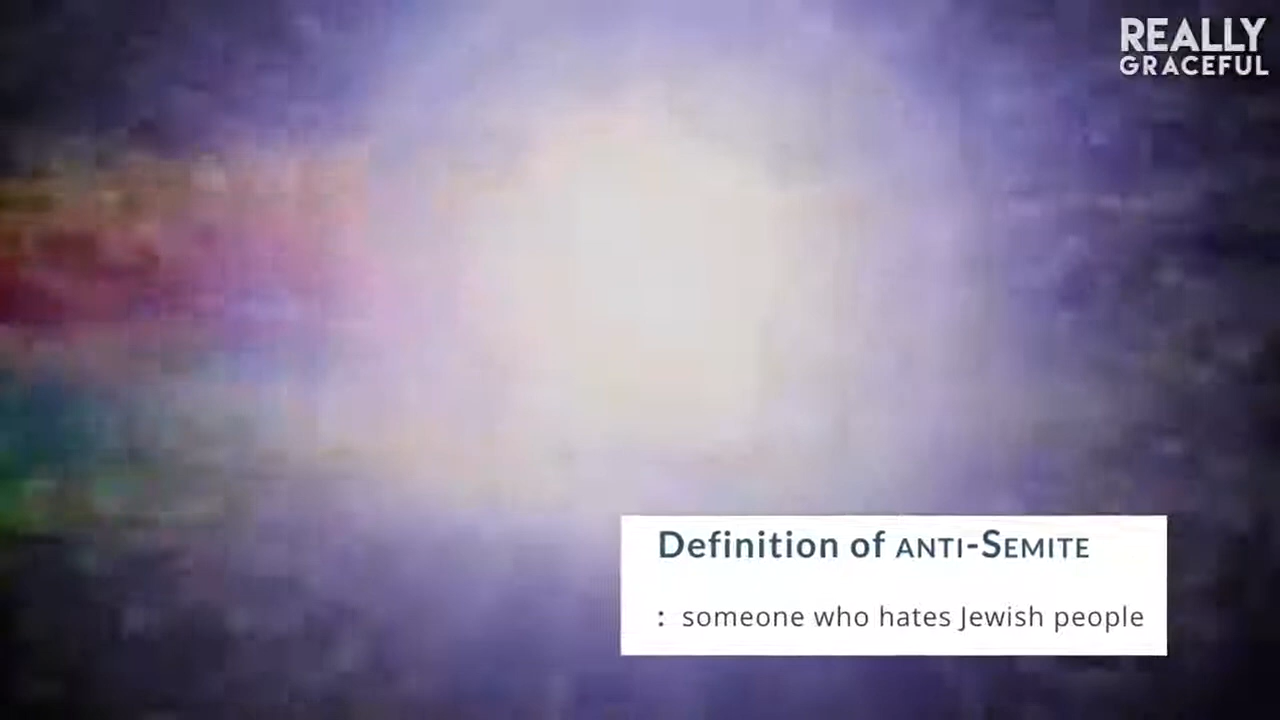 REALLY
GRACEFUL
Definition of ANTI-SEMITE
: someone who hates Jewish people